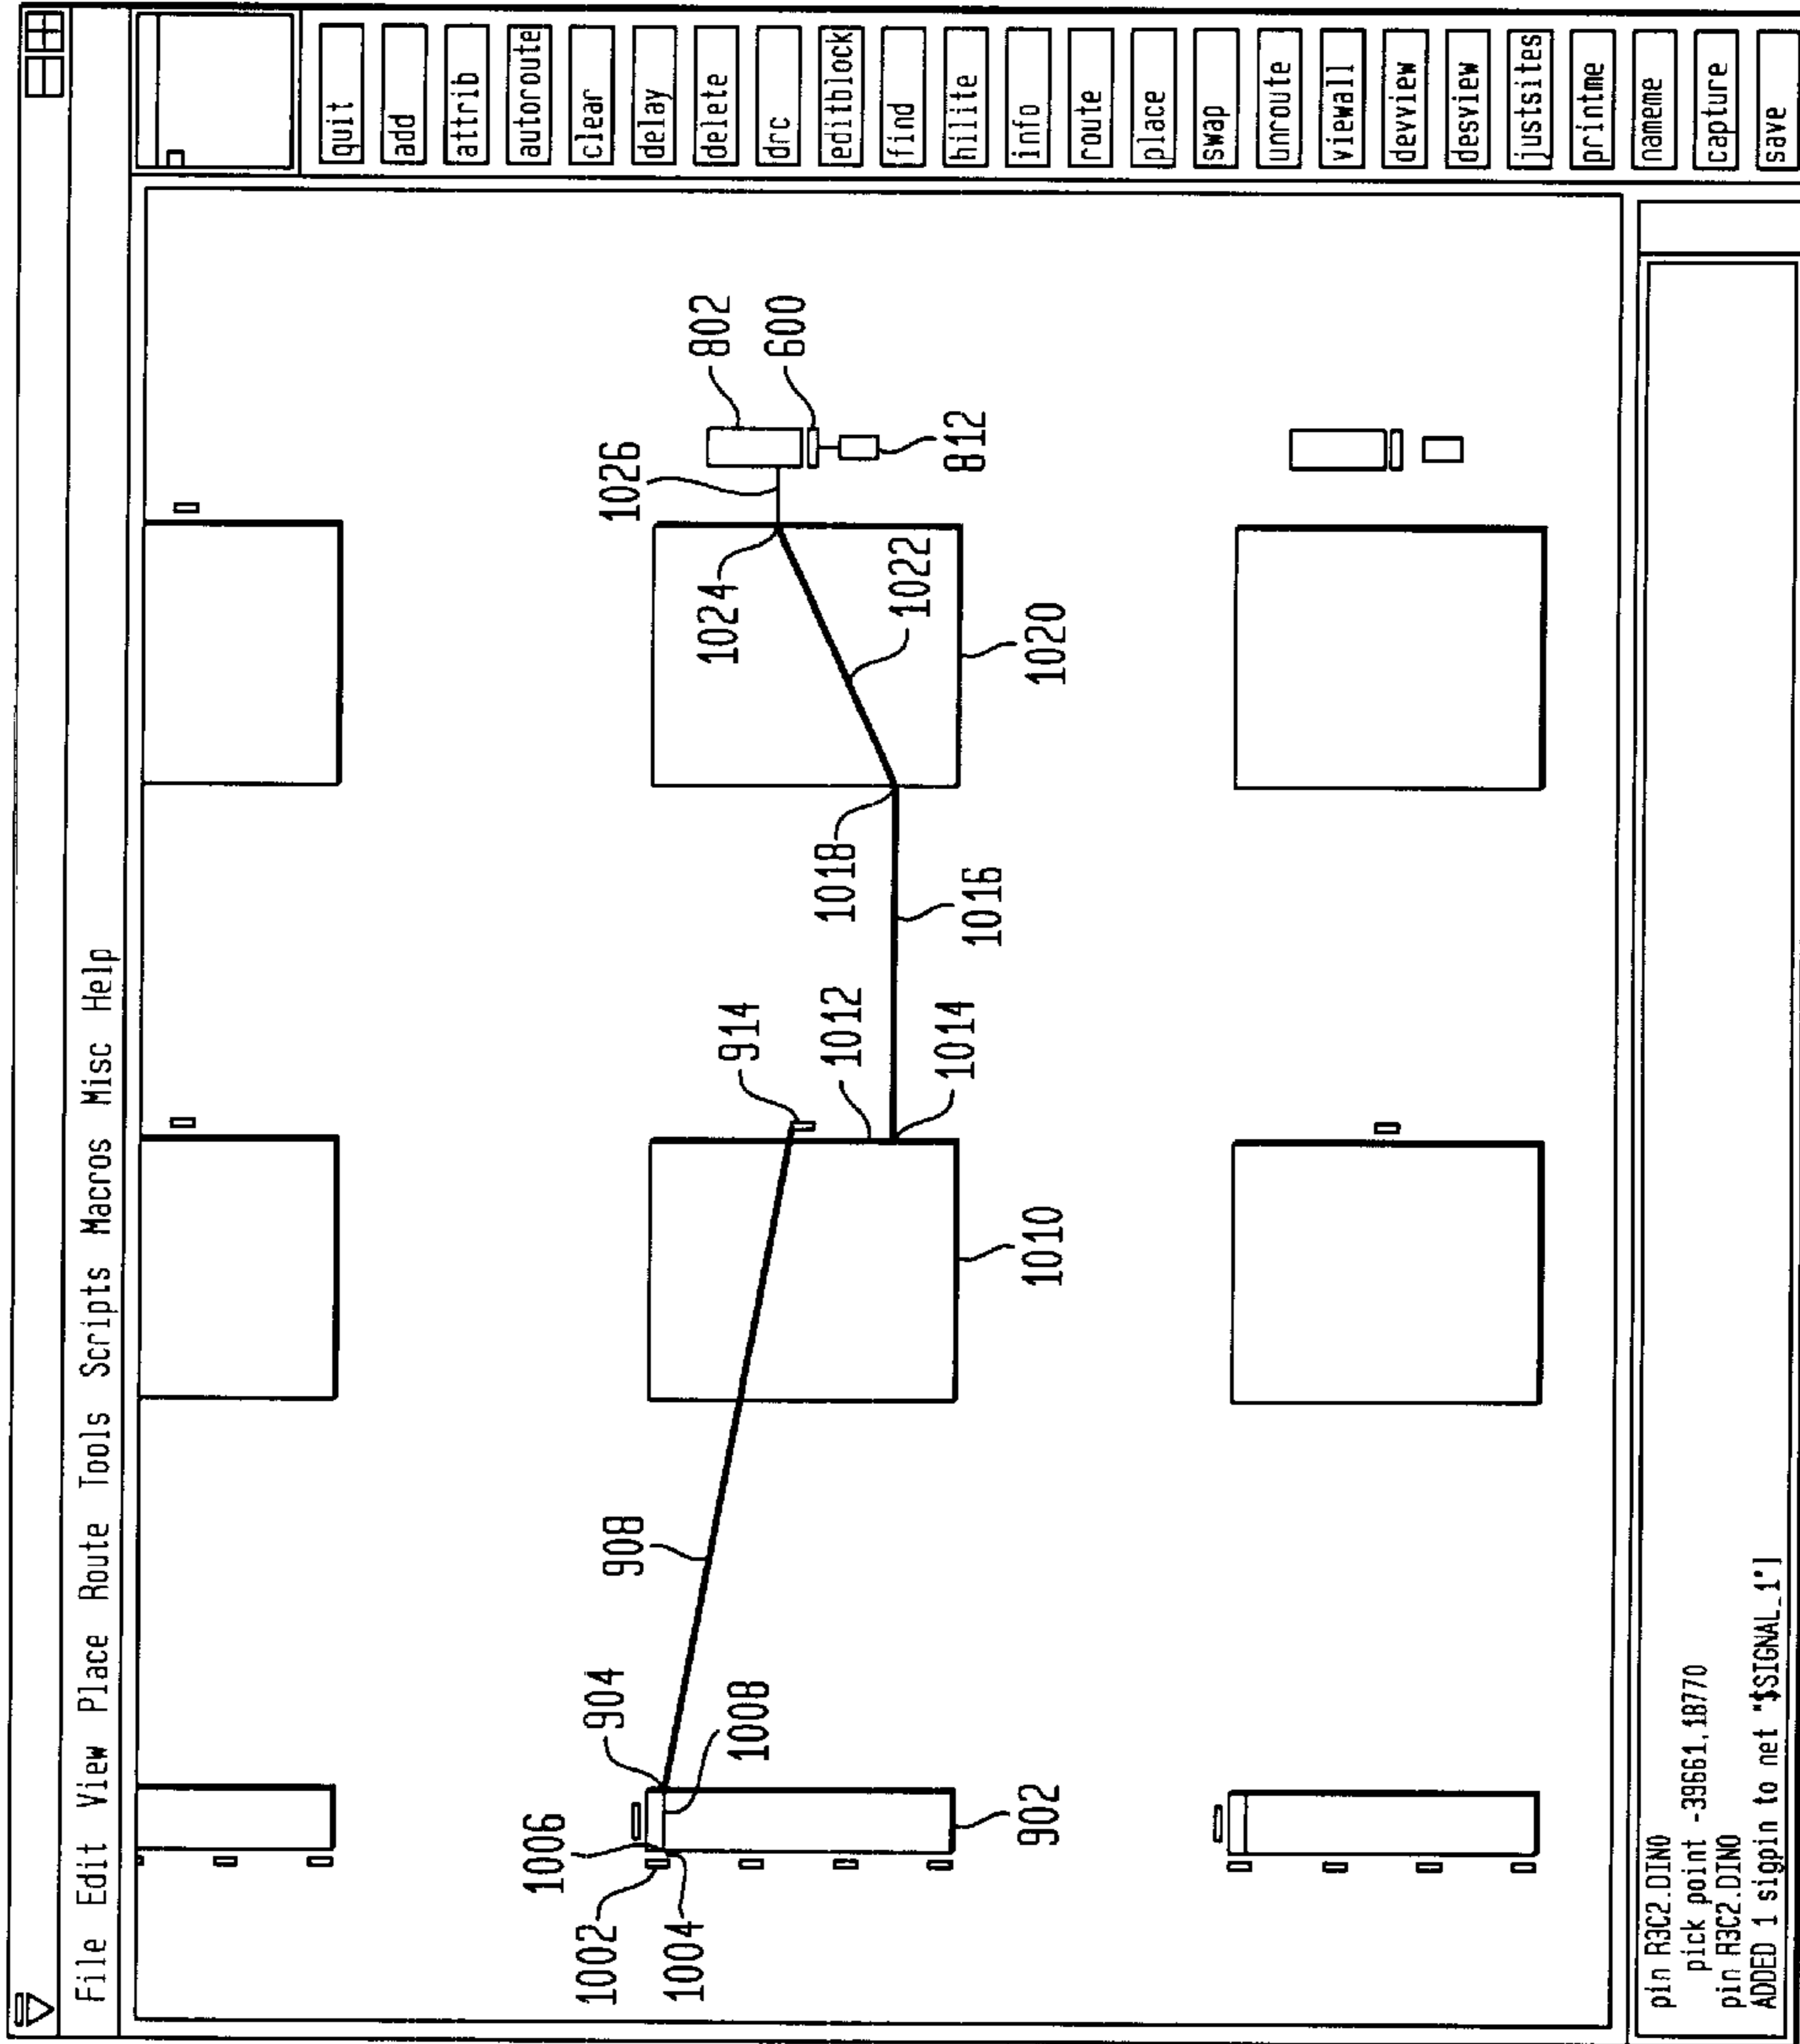 File Edit View Place Route Tools Scripts Macros Misc Help
quit
add
attrib
autoroute
clear
delay
delete
drc
editblock
find
hilite
info
route
place
swap
unroute
viewall
devview
desview
justsites
printme
nameme
capture
save
1002
1004
1006
904
1008
902
908
914
1012
1014
1010
1016
1018
1024
1022
1020
1026
802
600
812
pin R3C2.DIN0
pick point -39661,18770
pin R3C2.DIN0
ADDED 1 sigpin to net "$SIGNAL_1"]